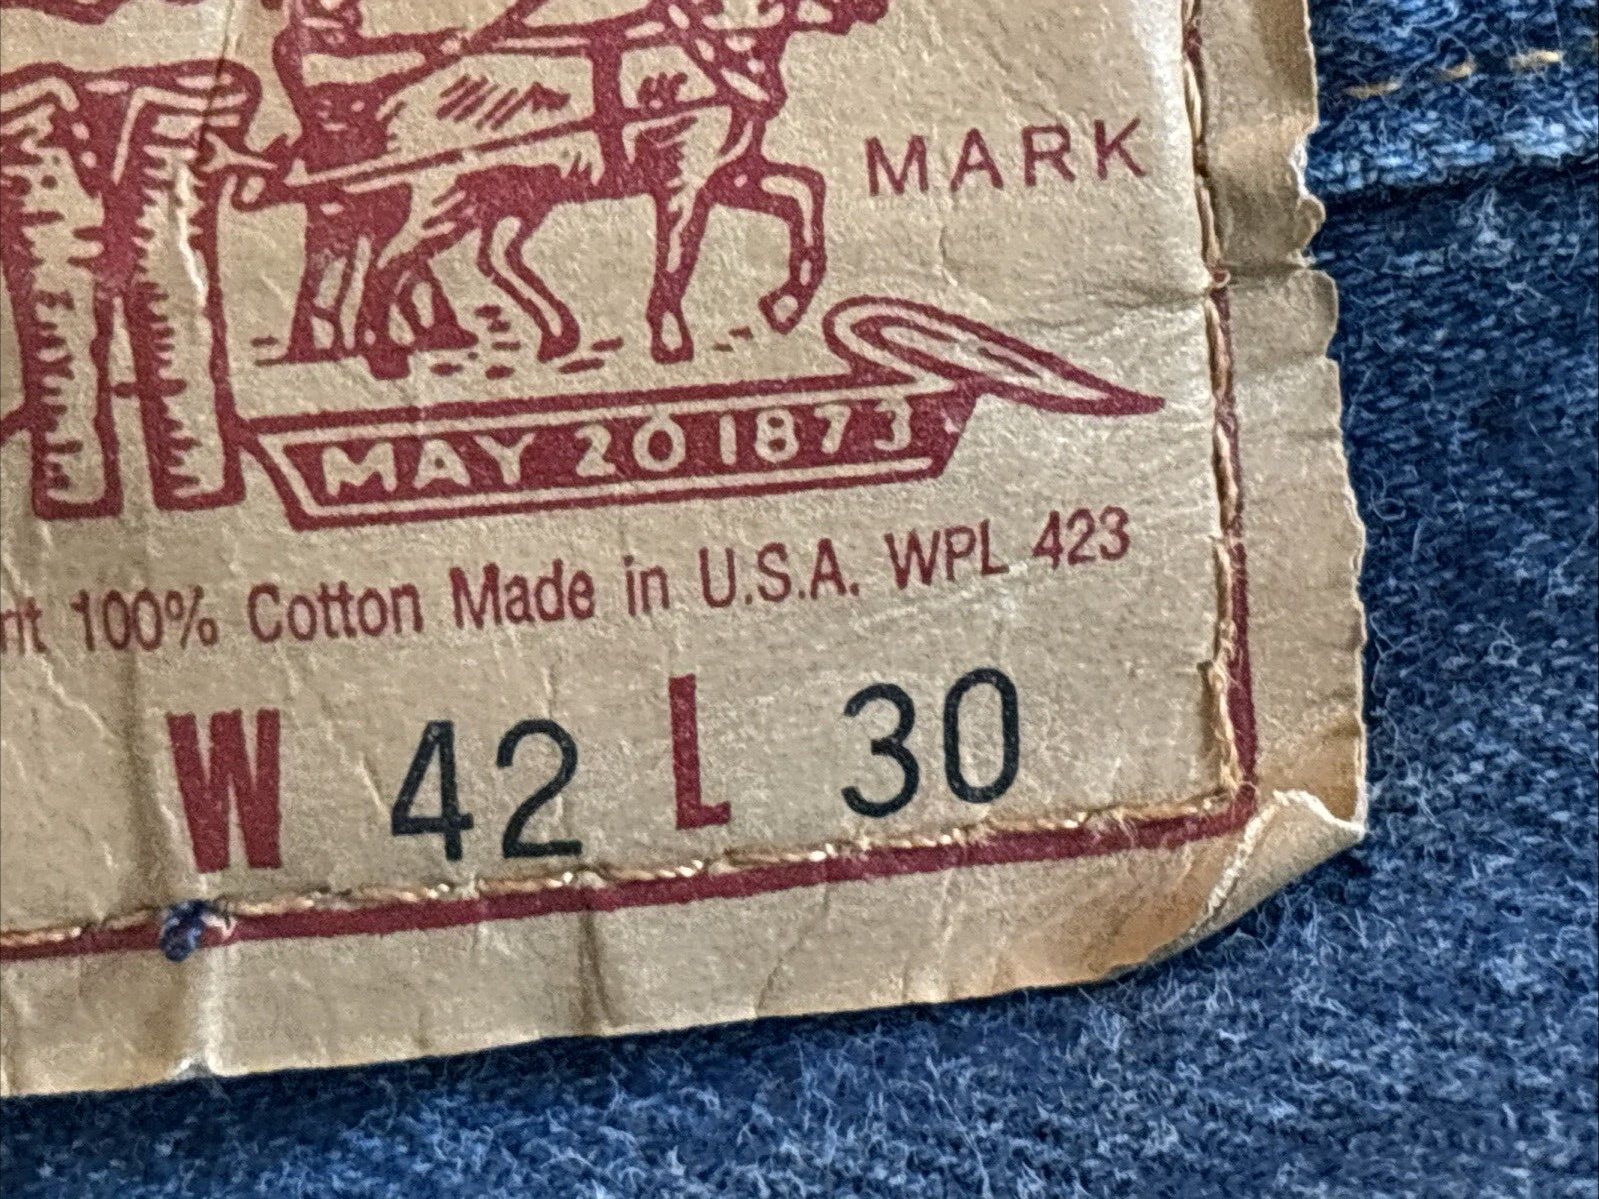 MARK
MAY 20 1873
100% Cotton Made in U.S.A. WPL 423
W 42 L 30